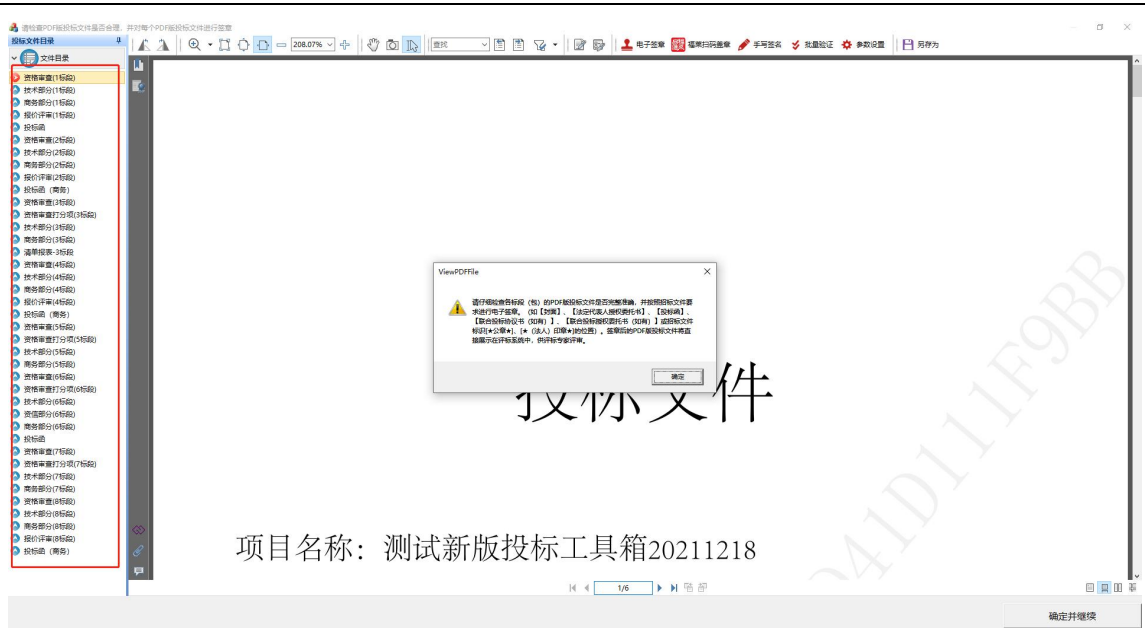 请检查PDF版投标文件是否合理，并对每个PDF版投标文件进行签章
投标文件目录
208.07%
查找
电子签章
福莱扫码盖章
手写签名
批量验证
参数设置
另存为
文件目录
资格审查(1标段)
技术部分(1标段)
商务部分(1标段)
报价评审(1标段)
投标函
资格审查(2标段)
技术部分(2标段)
商务部分(2标段)
报价评审(2标段)
投标函（商务）
资格审查(3标段)
资格审查打分项(3标段)
技术部分(3标段)
商务部分(3标段)
清单报表-3标段
资格审查(4标段)
技术部分(4标段)
商务部分(4标段)
报价评审(4标段)
投标函（商务）
资格审查(5标段)
资格审查打分项(5标段)
技术部分(5标段)
商务部分(5标段)
资格审查(6标段)
资格审查打分项(6标段)
技术部分(6标段)
资信部分(6标段)
商务部分(6标段)
投标函
资格审查(7标段)
资格审查打分项(7标段)
技术部分(7标段)
商务部分(7标段)
资格审查(8标段)
技术部分(8标段)
商务部分(8标段)
报价评审(8标段)
投标函（商务）
ViewPDFFile
请仔细检查各标段（包）的PDF版投标文件是否完整准确，并按照招标文件要
求进行电子签章。（如【封面】、【法定代表人授权委托书】、【投标函】、
【联合投标协议书（如有）】、【联合投标授权委托书（如有）】或招标文件
标识[★公章★]、[★（法人）印章★]的位置）。签章后的PDF版投标文件将直
接展示在评标系统中，供评标专家评审。
确定
投标文件
项目名称：测试新版投标工具箱20211218
04D111F9BB
1/6
确定并继续